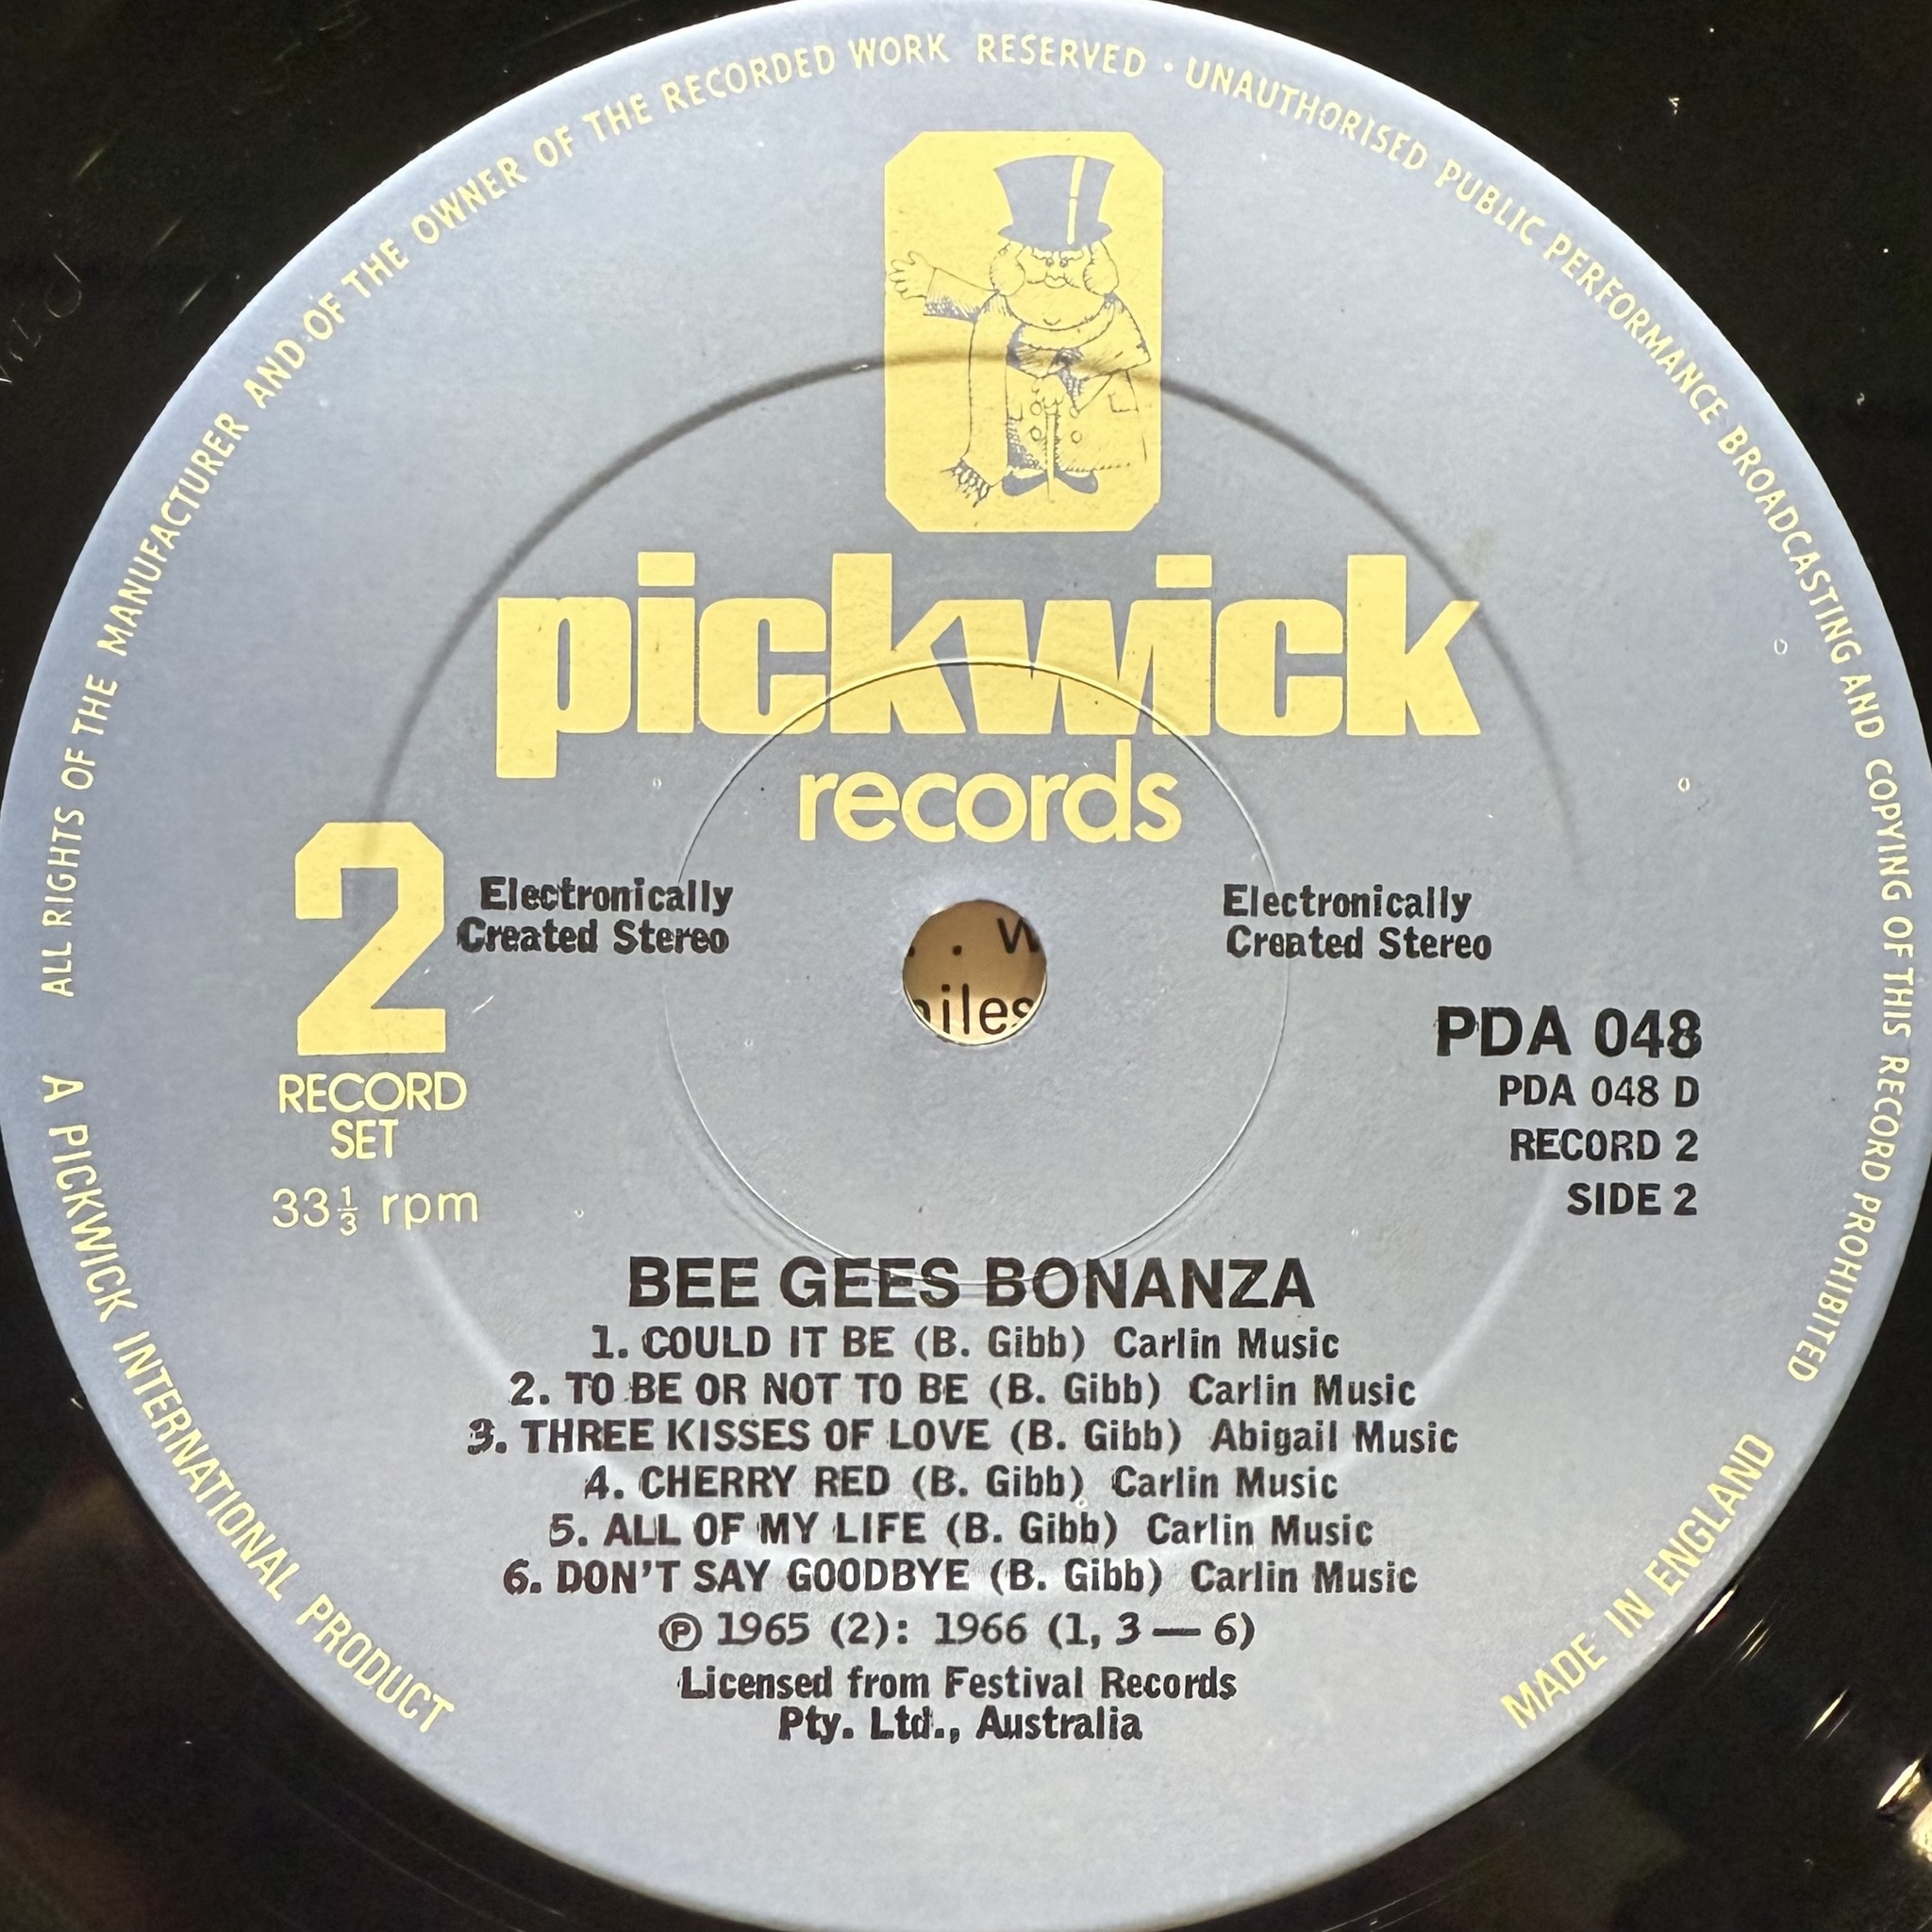 ALL RIGHTS OF THE MANUFACTURER AND OF THE OWNER OF THE RECORDED WORK RESERVED • UNAUTHORISED PUBLIC PERFORMANCE BROADCASTING AND COPYING OF THIS RECORD PROHIBITED
pickwick
records
2
RECORD
SET
33⅓ rpm
Electronically
Created Stereo
Electronically
Created Stereo
PDA 048
PDA 048 D
RECORD 2
SIDE 2
BEE GEES BONANZA
1. COULD IT BE (B. Gibb) Carlin Music
2. TO BE OR NOT TO BE (B. Gibb) Carlin Music
3. THREE KISSES OF LOVE (B. Gibb) Abigail Music
4. CHERRY RED (B. Gibb) Carlin Music
5. ALL OF MY LIFE (B. Gibb) Carlin Music
6. DON'T SAY GOODBYE (B. Gibb) Carlin Music
Ⓟ 1965 (2): 1966 (1, 3 — 6)
Licensed from Festival Records
Pty. Ltd., Australia
A PICKWICK INTERNATIONAL PRODUCT
MADE IN ENGLAND